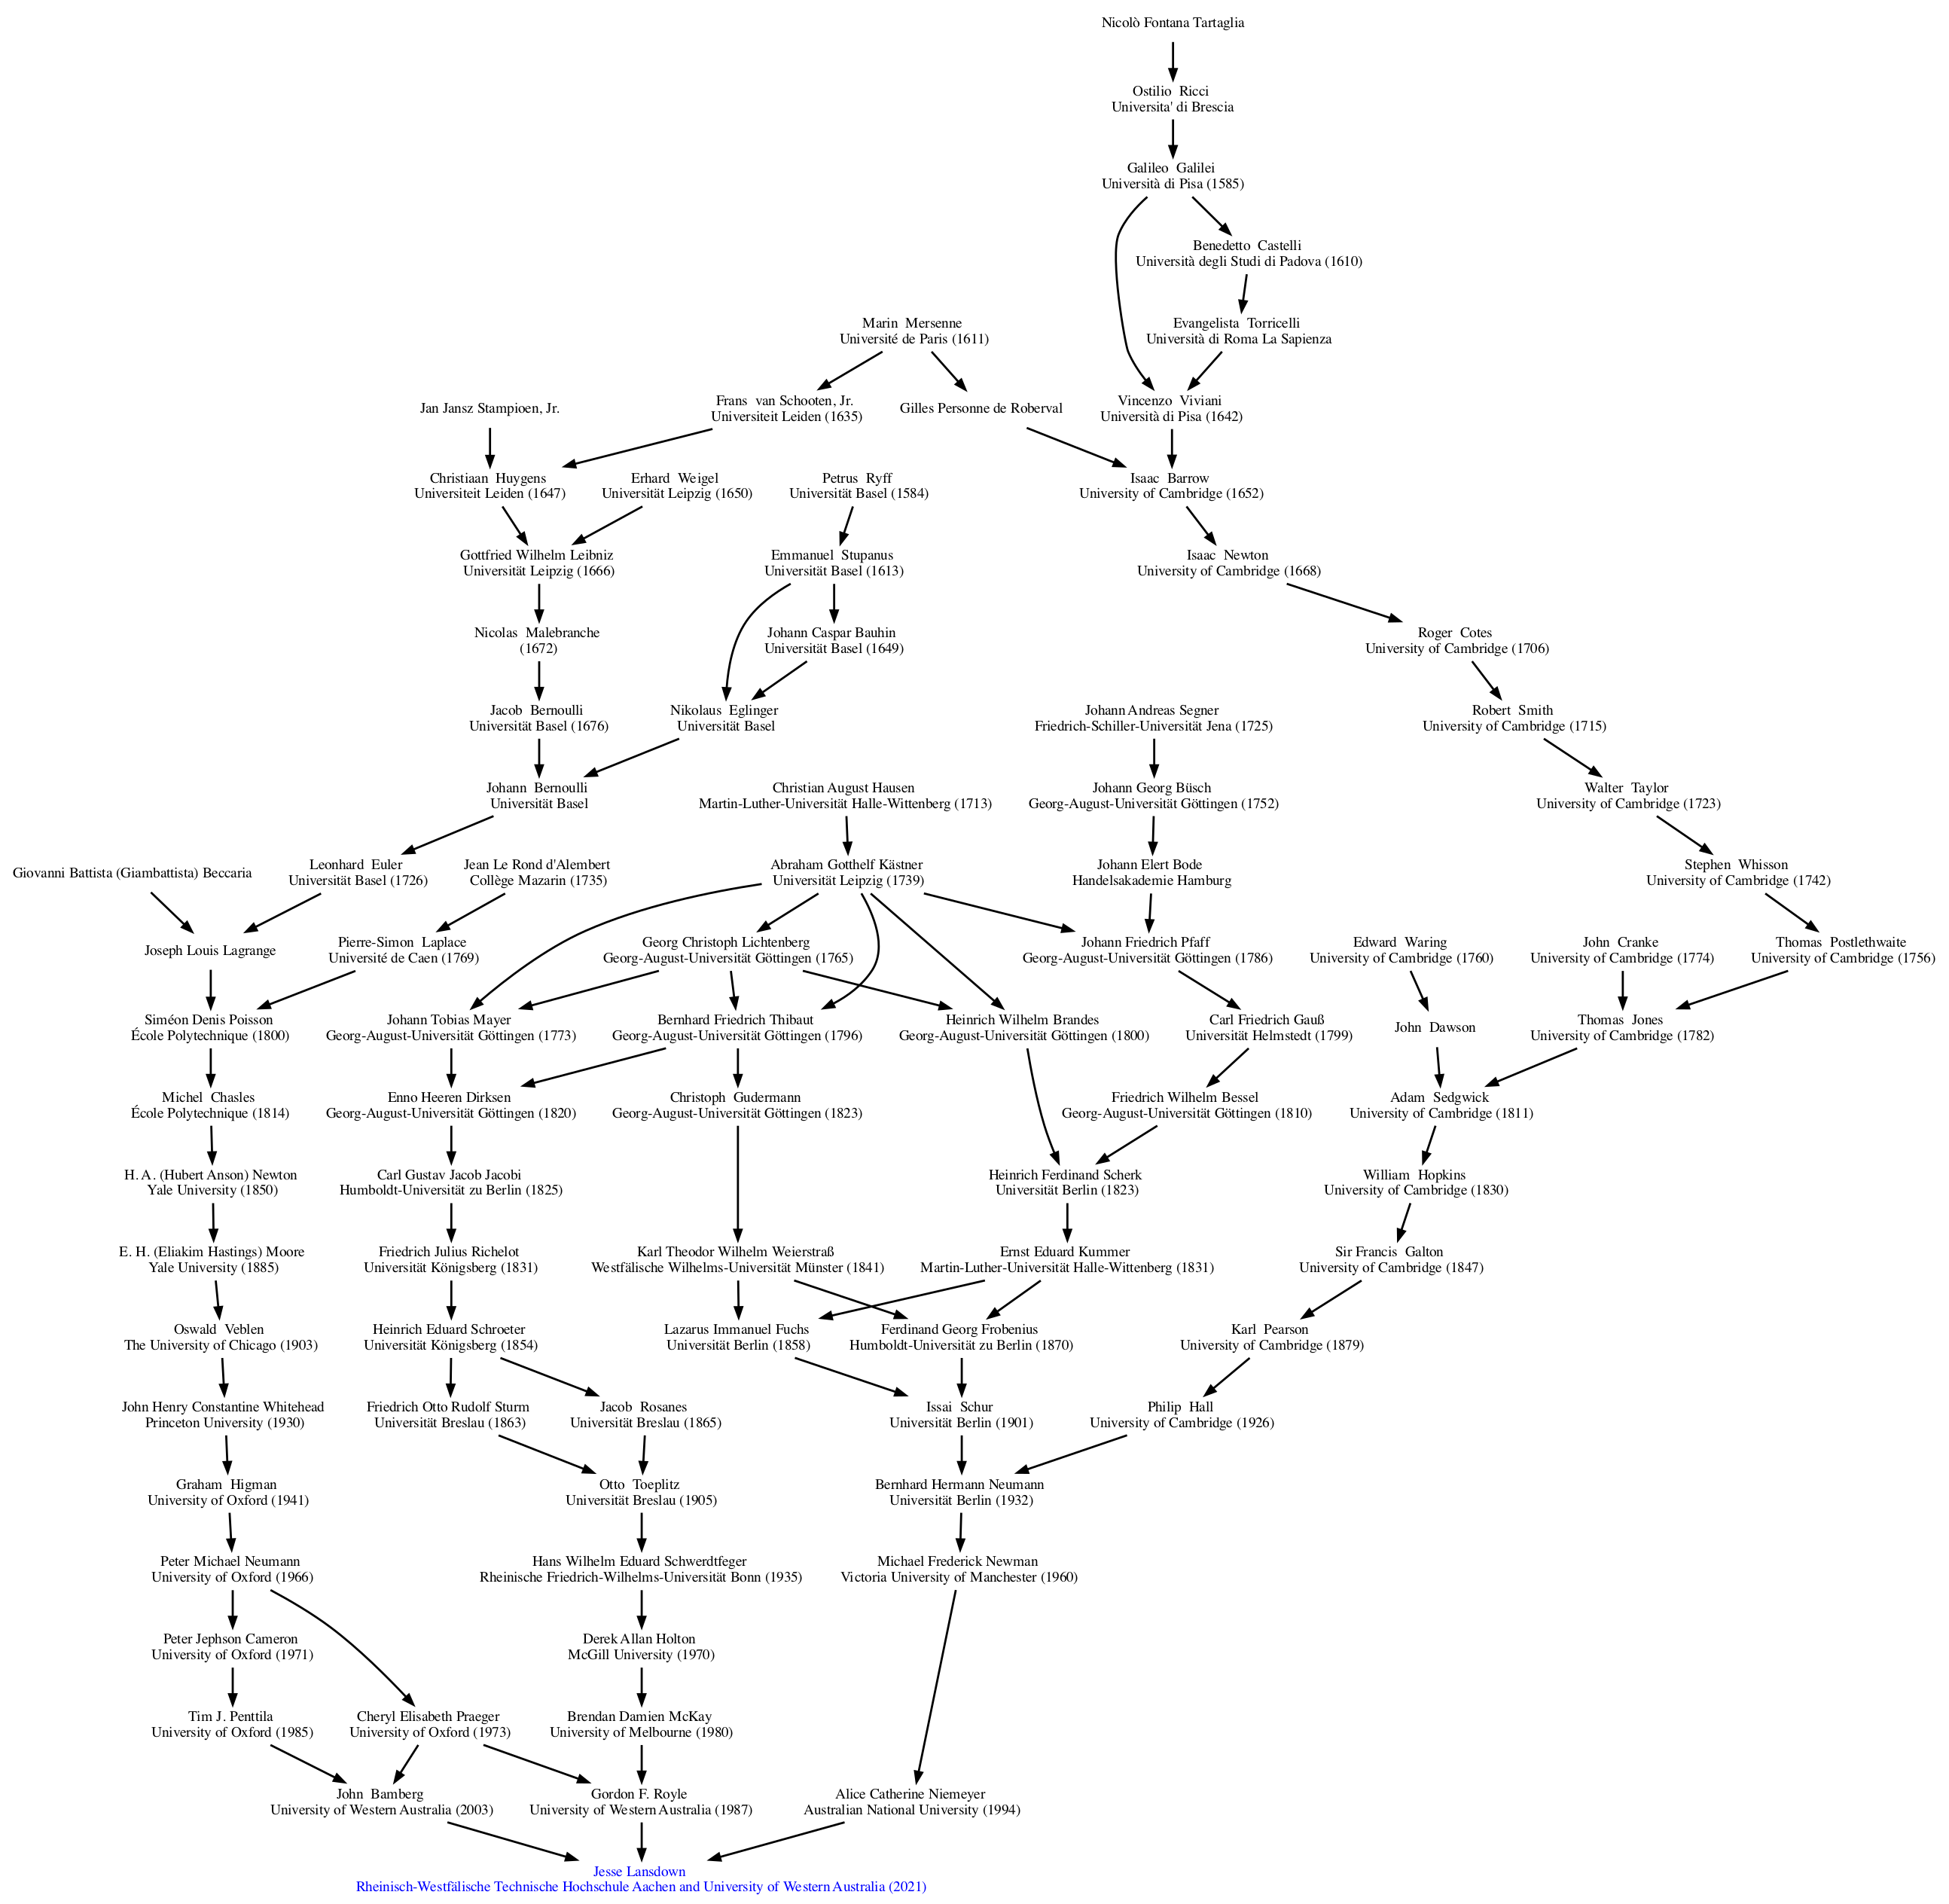 Nicolò Fontana Tartaglia
Ostilio Ricci
Universita' di Brescia
Galileo Galilei
Università di Pisa (1585)
Benedetto Castelli
Università degli Studi di Padova (1610)
Marin Mersenne
Université de Paris (1611)
Evangelista Torricelli
Università di Roma La Sapienza
Jan Jansz Stampioen, Jr.
Frans van Schooten, Jr.
Universiteit Leiden (1635)
Gilles Personne de Roberval
Vincenzo Viviani
Università di Pisa (1642)
Christiaan Huygens
Universiteit Leiden (1647)
Erhard Weigel
Universität Leipzig (1650)
Petrus Ryff
Universität Basel (1584)
Isaac Barrow
University of Cambridge (1652)
Gottfried Wilhelm Leibniz
Universität Leipzig (1666)
Emmanuel Stupanus
Universität Basel (1613)
Isaac Newton
University of Cambridge (1668)
Nicolas Malebranche
(1672)
Johann Caspar Bauhin
Universität Basel (1649)
Roger Cotes
University of Cambridge (1706)
Jacob Bernoulli
Universität Basel (1676)
Nikolaus Eglinger
Universität Basel
Johann Andreas Segner
Friedrich-Schiller-Universität Jena (1725)
Robert Smith
University of Cambridge (1715)
Johann Bernoulli
Universität Basel
Christian August Hausen
Martin-Luther-Universität Halle-Wittenberg (1713)
Johann Georg Büsch
Georg-August-Universität Göttingen (1752)
Walter Taylor
University of Cambridge (1723)
Giovanni Battista (Giambattista) Beccaria
Leonhard Euler
Universität Basel (1726)
Jean Le Rond d'Alembert
Collège Mazarin (1735)
Abraham Gotthelf Kästner
Universität Leipzig (1739)
Johann Elert Bode
Handelsakademie Hamburg
Stephen Whisson
University of Cambridge (1742)
Joseph Louis Lagrange
Pierre-Simon Laplace
Université de Caen (1769)
Georg Christoph Lichtenberg
Georg-August-Universität Göttingen (1765)
Johann Friedrich Pfaff
Georg-August-Universität Göttingen (1786)
Edward Waring
University of Cambridge (1760)
John Cranke
University of Cambridge (1774)
Thomas Postlethwaite
University of Cambridge (1756)
Siméon Denis Poisson
École Polytechnique (1800)
Johann Tobias Mayer
Georg-August-Universität Göttingen (1773)
Bernhard Friedrich Thibaut
Georg-August-Universität Göttingen (1796)
Heinrich Wilhelm Brandes
Georg-August-Universität Göttingen (1800)
Carl Friedrich Gauß
Universität Helmstedt (1799)
John Dawson
Thomas Jones
University of Cambridge (1782)
Michel Chasles
École Polytechnique (1814)
Enno Heeren Dirksen
Georg-August-Universität Göttingen (1820)
Christoph Gudermann
Georg-August-Universität Göttingen (1823)
Friedrich Wilhelm Bessel
Georg-August-Universität Göttingen (1810)
Adam Sedgwick
University of Cambridge (1811)
H. A. (Hubert Anson) Newton
Yale University (1850)
Carl Gustav Jacob Jacobi
Humboldt-Universität zu Berlin (1825)
Heinrich Ferdinand Scherk
Universität Berlin (1823)
William Hopkins
University of Cambridge (1830)
E. H. (Eliakim Hastings) Moore
Yale University (1885)
Friedrich Julius Richelot
Universität Königsberg (1831)
Karl Theodor Wilhelm Weierstraß
Westfälische Wilhelms-Universität Münster (1841)
Ernst Eduard Kummer
Martin-Luther-Universität Halle-Wittenberg (1831)
Sir Francis Galton
University of Cambridge (1847)
Oswald Veblen
The University of Chicago (1903)
Heinrich Eduard Schroeter
Universität Königsberg (1854)
Lazarus Immanuel Fuchs
Universität Berlin (1858)
Ferdinand Georg Frobenius
Humboldt-Universität zu Berlin (1870)
Karl Pearson
University of Cambridge (1879)
John Henry Constantine Whitehead
Princeton University (1930)
Friedrich Otto Rudolf Sturm
Universität Breslau (1863)
Jacob Rosanes
Universität Breslau (1865)
Issai Schur
Universität Berlin (1901)
Philip Hall
University of Cambridge (1926)
Graham Higman
University of Oxford (1941)
Otto Toeplitz
Universität Breslau (1905)
Bernhard Hermann Neumann
Universität Berlin (1932)
Peter Michael Neumann
University of Oxford (1966)
Hans Wilhelm Eduard Schwerdtfeger
Rheinische Friedrich-Wilhelms-Universität Bonn (1935)
Michael Frederick Newman
Victoria University of Manchester (1960)
Peter Jephson Cameron
University of Oxford (1971)
Derek Allan Holton
McGill University (1970)
Tim J. Penttila
University of Oxford (1985)
Cheryl Elisabeth Praeger
University of Oxford (1973)
Brendan Damien McKay
University of Melbourne (1980)
John Bamberg
University of Western Australia (2003)
Gordon F. Royle
University of Western Australia (1987)
Alice Catherine Niemeyer
Australian National University (1994)
Jesse Lansdown
Rheinisch-Westfälische Technische Hochschule Aachen and University of Western Australia (2021)